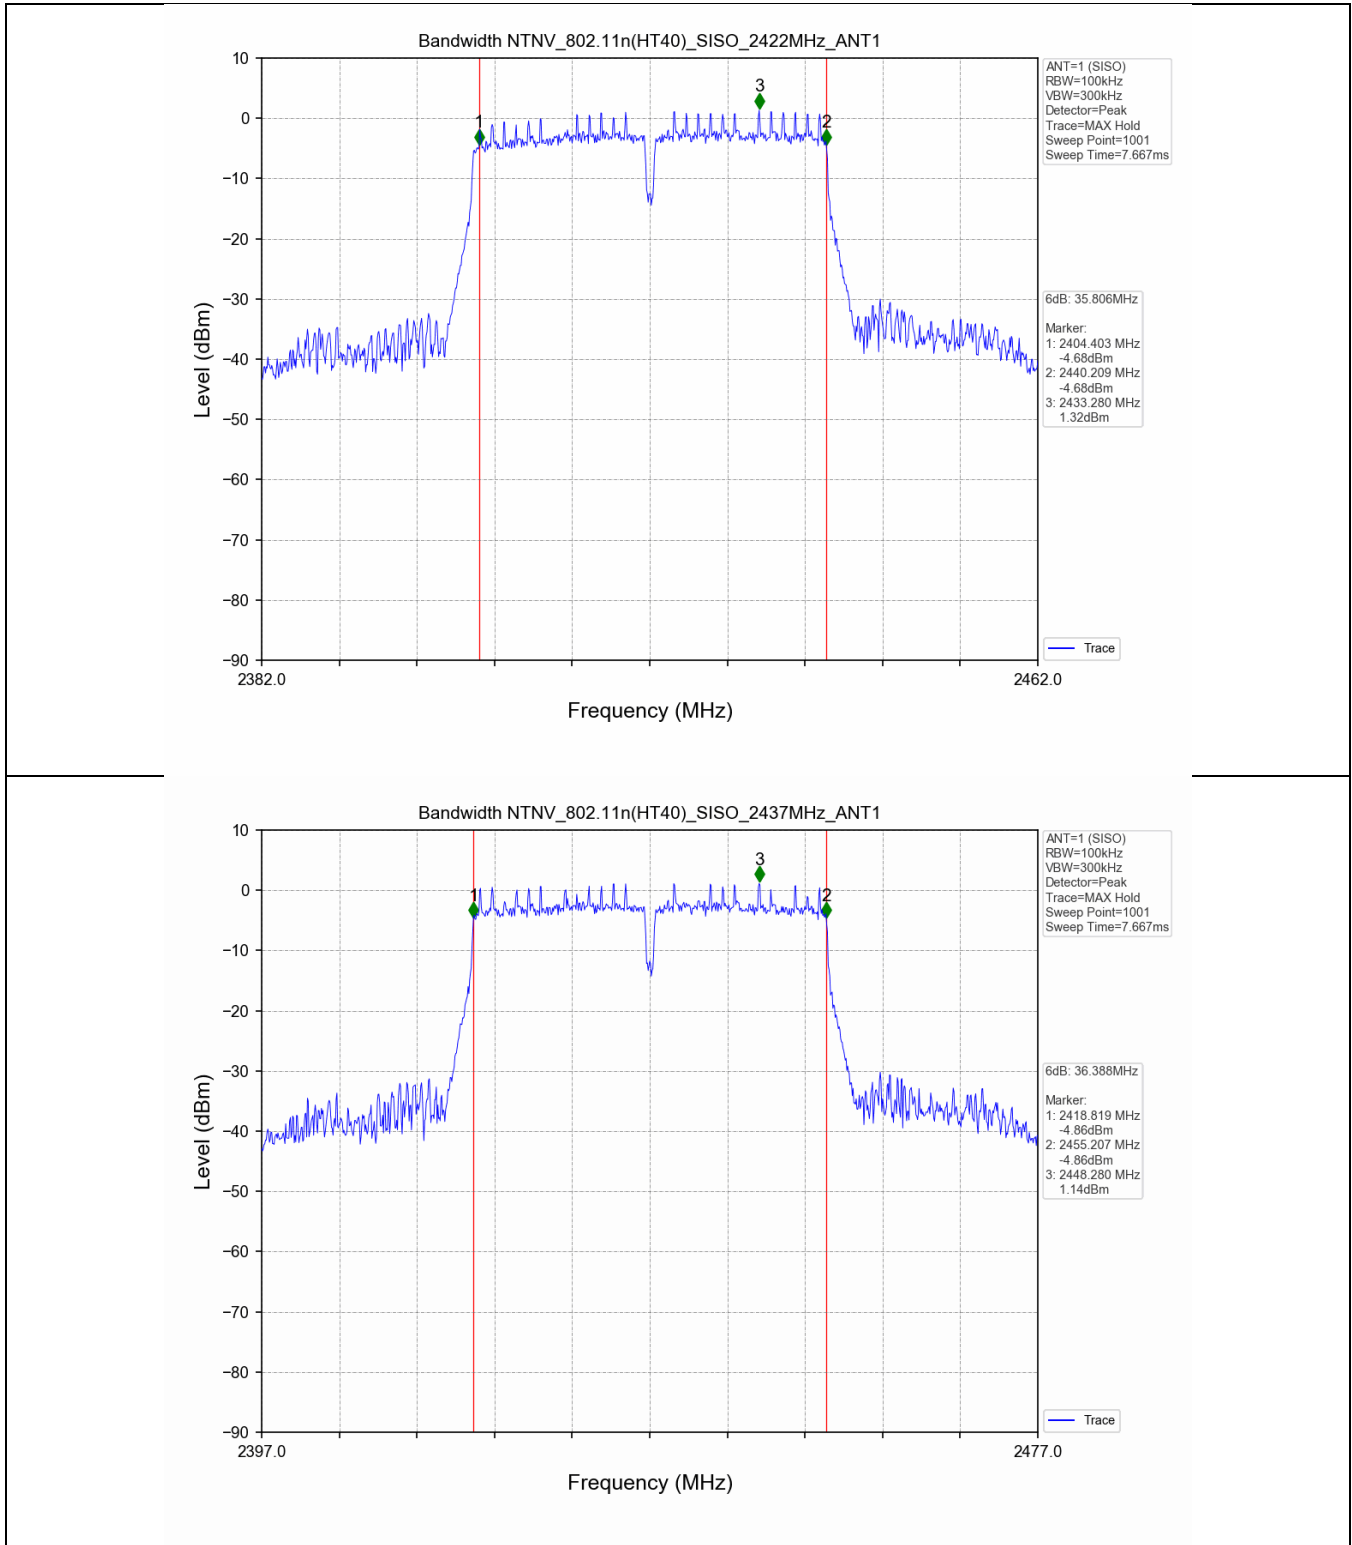 Bandwidth NTNV_802.11n(HT40)_SISO_2422MHz_ANT1
10
0
−10
−20
−30
−40
−50
−60
−70
−80
−90
Level (dBm)
1
3
2
2382.0
2462.0
Frequency (MHz)
ANT=1 (SISO)
RBW=100kHz
VBW=300kHz
Detector=Peak
Trace=MAX Hold
Sweep Point=1001
Sweep Time=7.667ms
6dB: 35.806MHz
Marker:
1: 2404.403 MHz
-4.68dBm
2: 2440.209 MHz
-4.68dBm
3: 2433.280 MHz
1.32dBm
Trace
Bandwidth NTNV_802.11n(HT40)_SISO_2437MHz_ANT1
10
0
−10
−20
−30
−40
−50
−60
−70
−80
−90
Level (dBm)
1
3
2
2397.0
2477.0
Frequency (MHz)
ANT=1 (SISO)
RBW=100kHz
VBW=300kHz
Detector=Peak
Trace=MAX Hold
Sweep Point=1001
Sweep Time=7.667ms
6dB: 36.388MHz
Marker:
1: 2418.819 MHz
-4.86dBm
2: 2455.207 MHz
-4.86dBm
3: 2448.280 MHz
1.14dBm
Trace